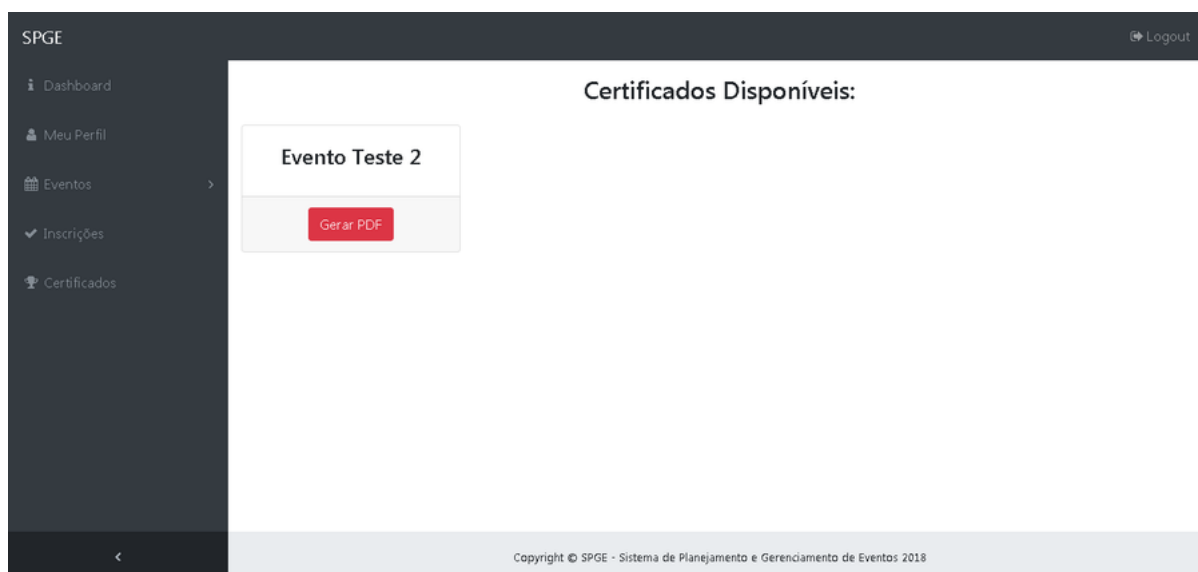 SPGE
Logout
Dashboard
Meu Perfil
Eventos
Inscrições
Certificados
Certificados Disponíveis:
Evento Teste 2
Gerar PDF
Copyright © SPGE - Sistema de Planejamento e Gerenciamento de Eventos 2018